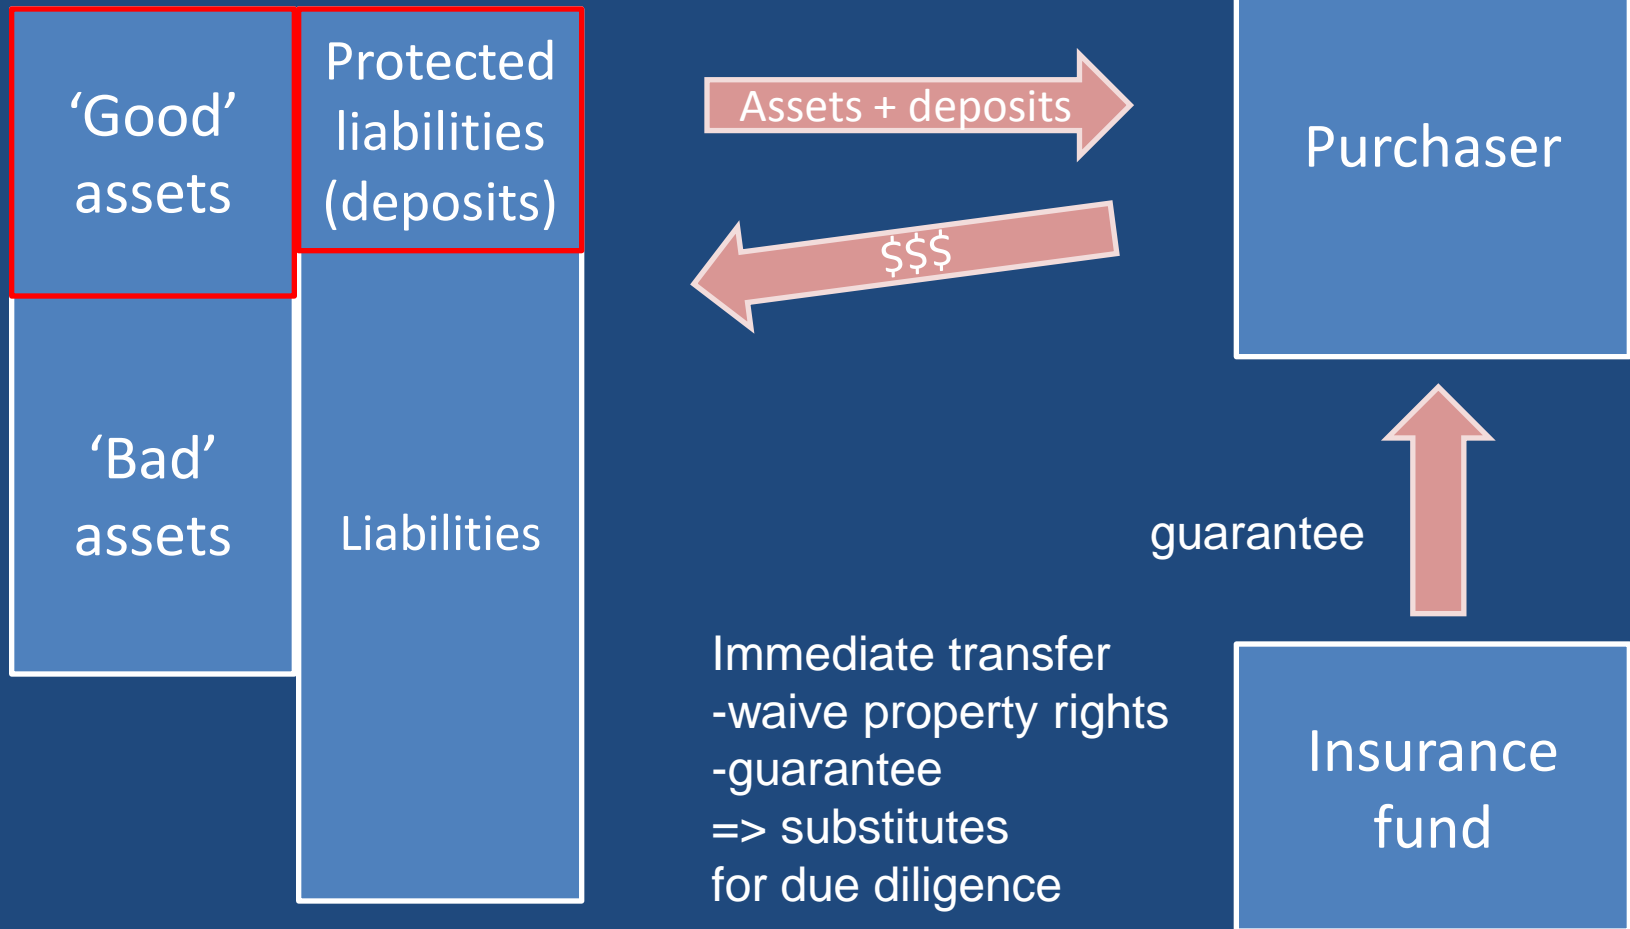 ‘Good’
assets
Protected
liabilities
(deposits)
‘Bad’
assets
Liabilities
Assets + deposits
$$$
Purchaser
guarantee
Immediate transfer
-waive property rights
-guarantee
=> substitutes
for due diligence
Insurance
fund